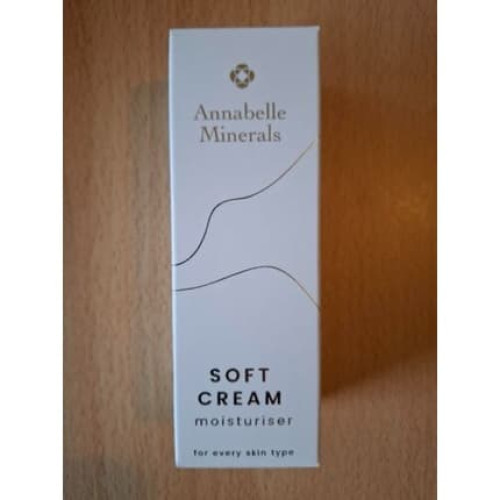 Annabelle
Minerals
SOFT
CREAM
moisturiser
for every skin type